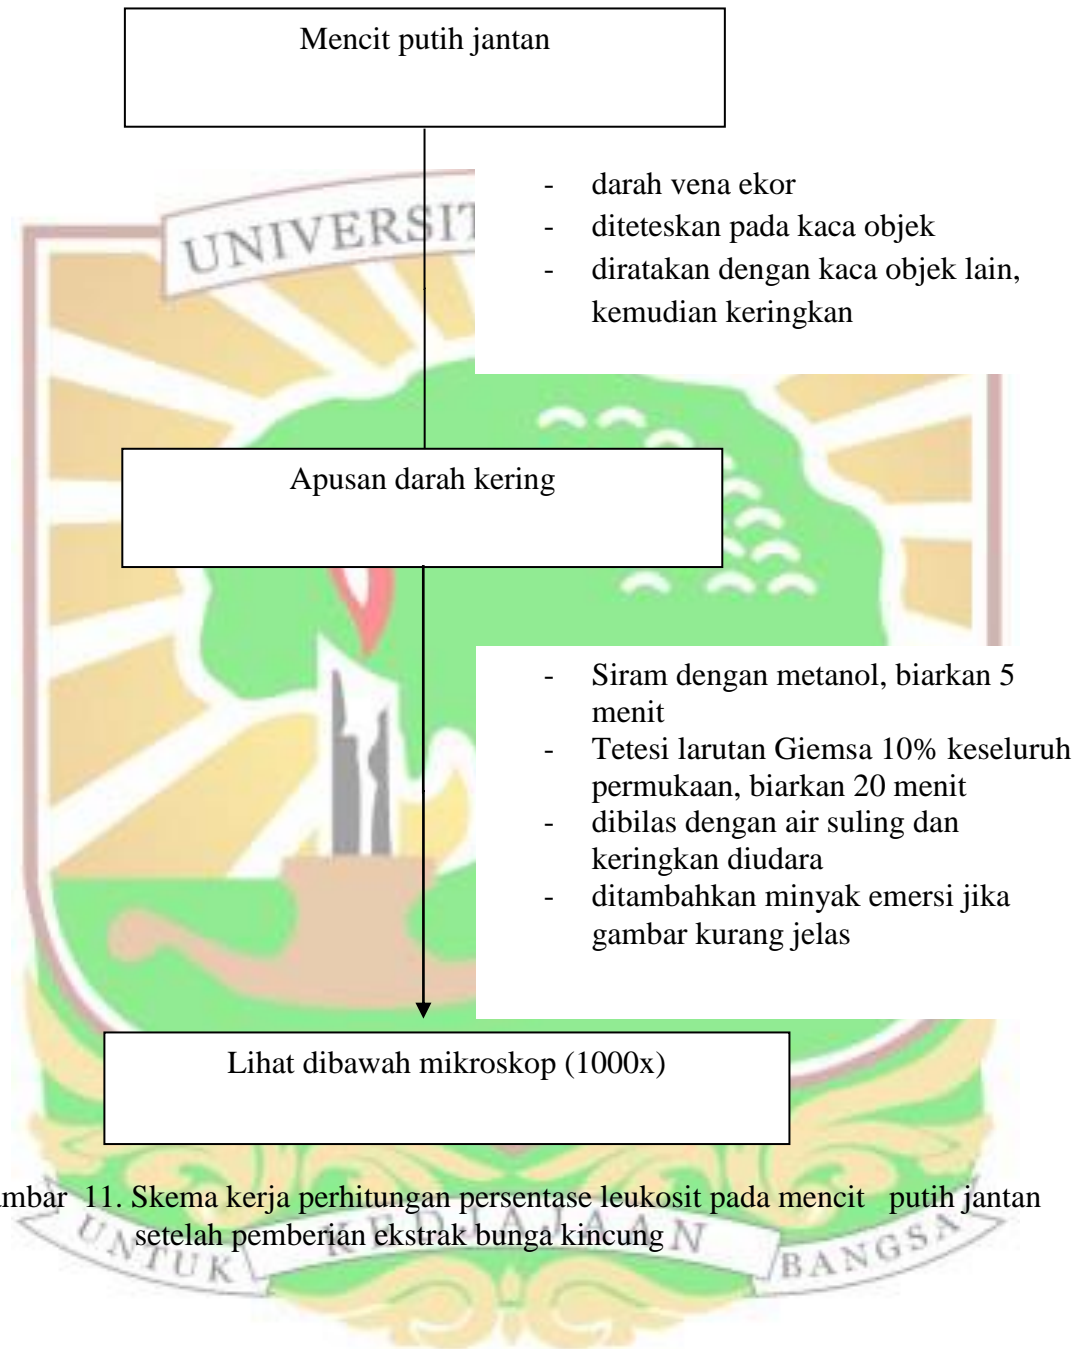 Mencit putih jantan
UNIVERSIT
- darah vena ekor
- diteteskan pada kaca objek
- diratakan dengan kaca objek lain,
kemudian keringkan
Apusan darah kering
- Siram dengan metanol, biarkan 5
menit
- Tetesi larutan Giemsa 10% keseluruh
permukaan, biarkan 20 menit
- dibilas dengan air suling dan
keringkan diudara
- ditambahkan minyak emersi jika
gambar kurang jelas
Lihat dibawah mikroskop (1000x)
ambar 11. Skema kerja perhitungan persentase leukosit pada mencit putih jantan
setelah pemberian ekstrak bunga kincung
UNTUK KEDJAJAAN BANGSA